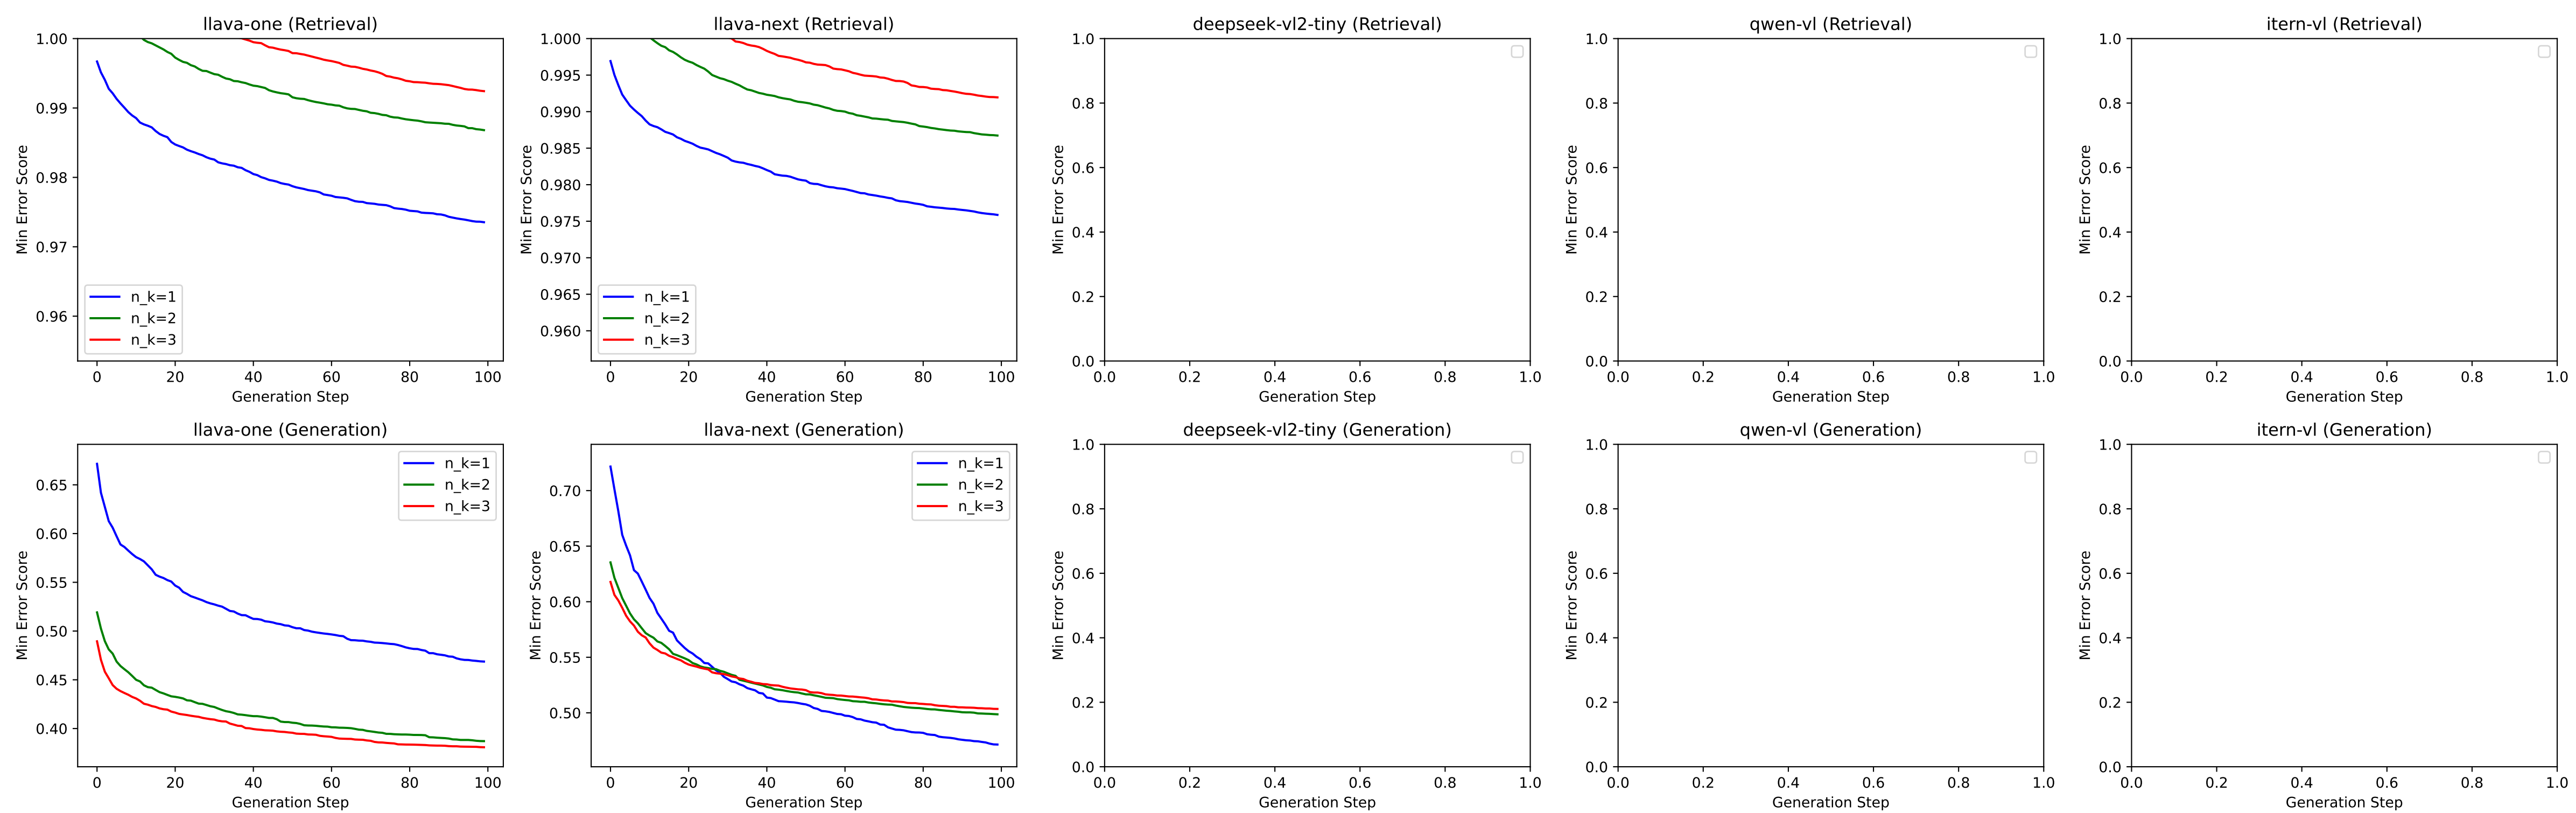 llava-one (Retrieval)
Min Error Score
1.00
0.99
0.98
0.97
0.96
n_k=1
n_k=2
n_k=3
0
20
40
60
80
100
Generation Step
llava-next (Retrieval)
Min Error Score
1.000
0.995
0.990
0.985
0.980
0.975
0.970
0.965
0.960
n_k=1
n_k=2
n_k=3
0
20
40
60
80
100
Generation Step
deepseek-vl2-tiny (Retrieval)
Min Error Score
1.0
0.8
0.6
0.4
0.2
0.0
0.0
0.2
0.4
0.6
0.8
1.0
Generation Step
qwen-vl (Retrieval)
Min Error Score
1.0
0.8
0.6
0.4
0.2
0.0
0.0
0.2
0.4
0.6
0.8
1.0
Generation Step
itern-vl (Retrieval)
Min Error Score
1.0
0.8
0.6
0.4
0.2
0.0
0.0
0.2
0.4
0.6
0.8
1.0
Generation Step
llava-one (Generation)
Min Error Score
0.65
0.60
0.55
0.50
0.45
0.40
n_k=1
n_k=2
n_k=3
0
20
40
60
80
100
Generation Step
llava-next (Generation)
Min Error Score
0.70
0.65
0.60
0.55
0.50
n_k=1
n_k=2
n_k=3
0
20
40
60
80
100
Generation Step
deepseek-vl2-tiny (Generation)
Min Error Score
1.0
0.8
0.6
0.4
0.2
0.0
0.0
0.2
0.4
0.6
0.8
1.0
Generation Step
qwen-vl (Generation)
Min Error Score
1.0
0.8
0.6
0.4
0.2
0.0
0.0
0.2
0.4
0.6
0.8
1.0
Generation Step
itern-vl (Generation)
Min Error Score
1.0
0.8
0.6
0.4
0.2
0.0
0.0
0.2
0.4
0.6
0.8
1.0
Generation Step